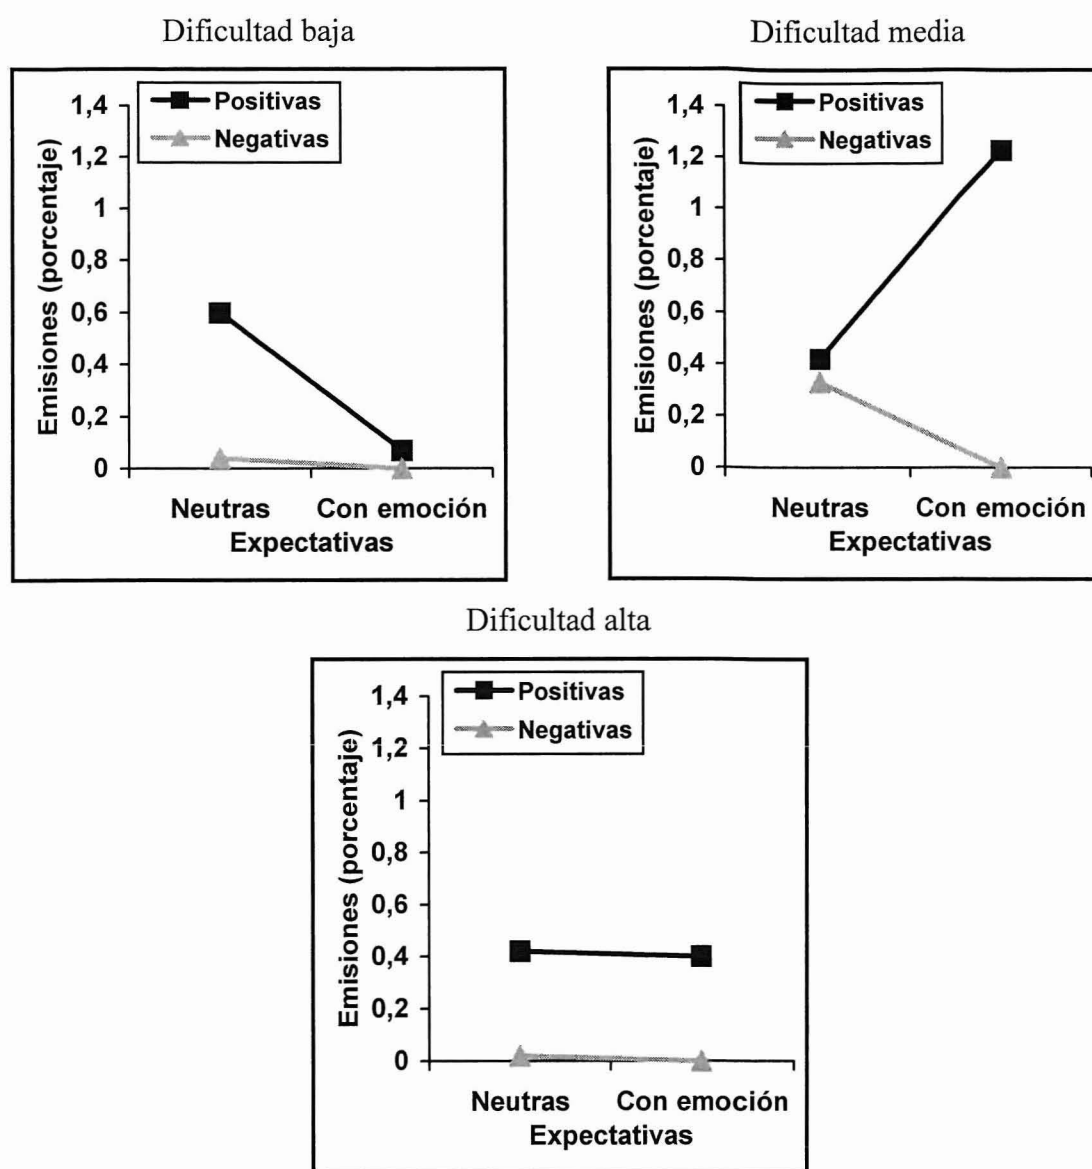 Dificultad baja
Positivas
Negativas
1,4
1,2
1
0,8
0,6
0,4
0,2
0
Emisiones (porcentaje)
Neutras Con emoción
Expectativas
Dificultad media
Positivas
Negativas
1,4
1,2
1
0,8
0,6
0,4
0,2
0
Emisiones (porcentaje)
Neutras Con emoción
Expectativas
Dificultad alta
Positivas
Negativas
1,4
1,2
1
0,8
0,6
0,4
0,2
0
Emisiones (porcentaje)
Neutras Con emoción
Expectativas